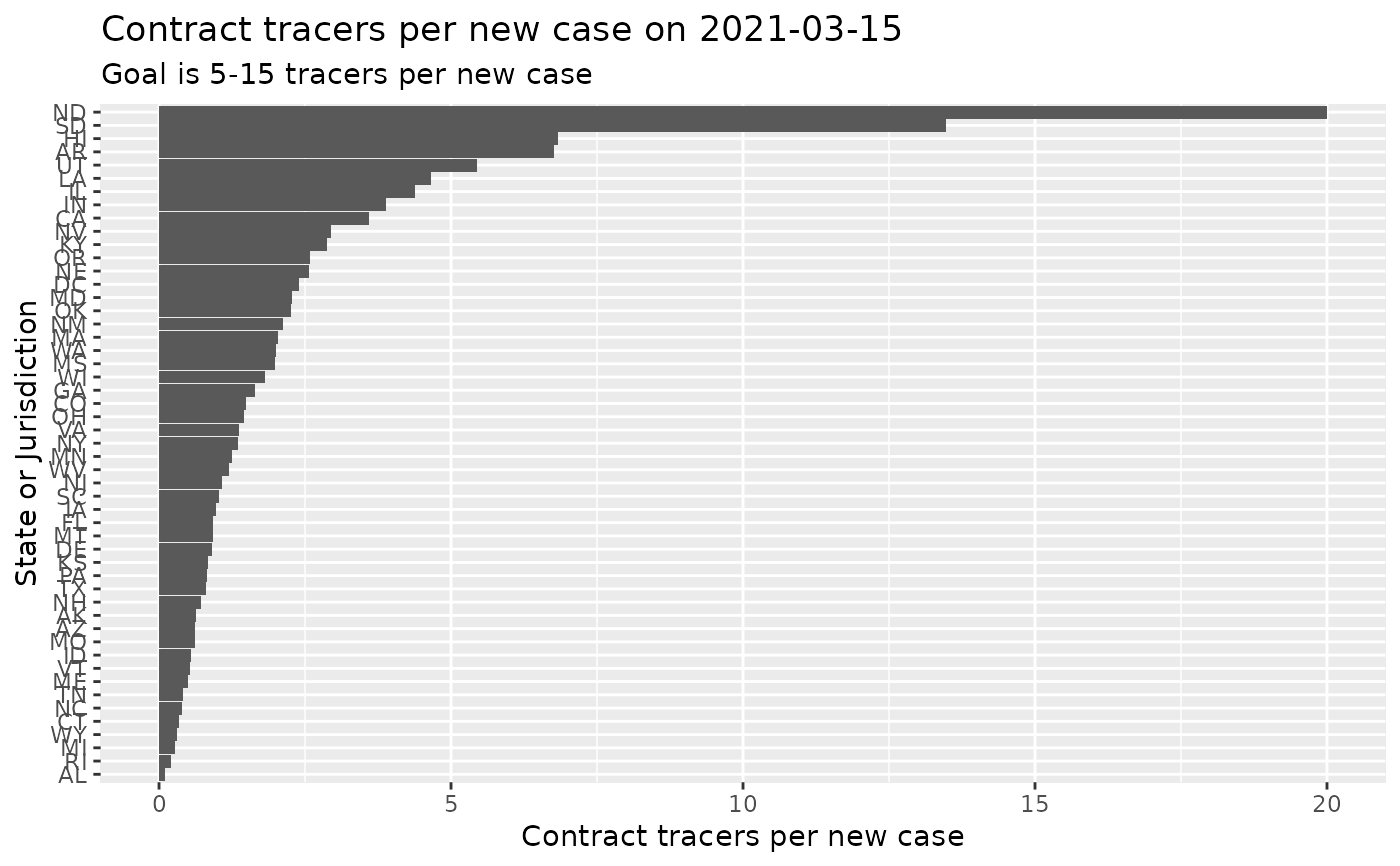 Contract tracers per new case on 2021-03-15
Goal is 5-15 tracers per new case
State or Jurisdiction
ND
SD
HI
AR
UT
LA
IL
IN
CA
NV
KY
OR
NE
DC
MD
OK
NM
MA
WA
MS
WI
GA
CO
OH
VA
NY
MN
WV
NJ
SC
IA
FL
MT
DE
KS
PA
TX
NH
AK
AZ
MO
ID
VT
ME
TN
NC
CT
WY
MI
RI
AL
0 5 10 15 20
Contract tracers per new case